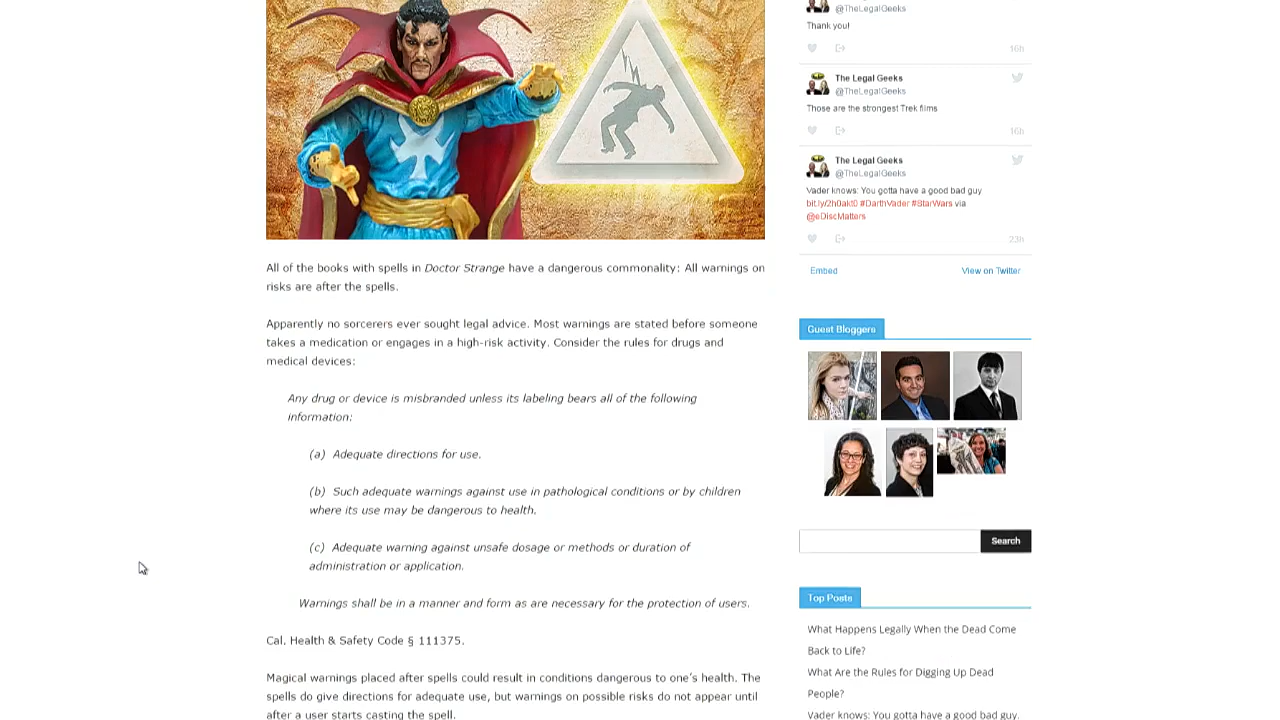 @TheLegalGeeks
Thank you!
16h
The Legal Geeks
@TheLegalGeeks
Those are the strongest Trek films
16h
The Legal Geeks
@TheLegalGeeks
Vader knows: You gotta have a good bad guy
bit.ly/2h0akt0 #DarthVader #StarWars via
@eDiscMatters
23h
Embed
View on Twitter
All of the books with spells in Doctor Strange have a dangerous commonality: All warnings on
risks are after the spells.
Apparently no sorcerers ever sought legal advice. Most warnings are stated before someone
takes a medication or engages in a high-risk activity. Consider the rules for drugs and
medical devices:
Any drug or device is misbranded unless its labeling bears all of the following
information:
(a) Adequate directions for use.
(b) Such adequate warnings against use in pathological conditions or by children
where its use may be dangerous to health.
(c) Adequate warning against unsafe dosage or methods or duration of
administration or application.
Warnings shall be in a manner and form as are necessary for the protection of users.
Cal. Health & Safety Code § 111375.
Magical warnings placed after spells could result in conditions dangerous to one's health. The
spells do give directions for adequate use, but warnings on possible risks do not appear until
after a user starts casting the spell.
Guest Bloggers
Search
Top Posts
What Happens Legally When the Dead Come
Back to Life?
What Are the Rules for Digging Up Dead
People?
Vader knows: You gotta have a good bad guy.